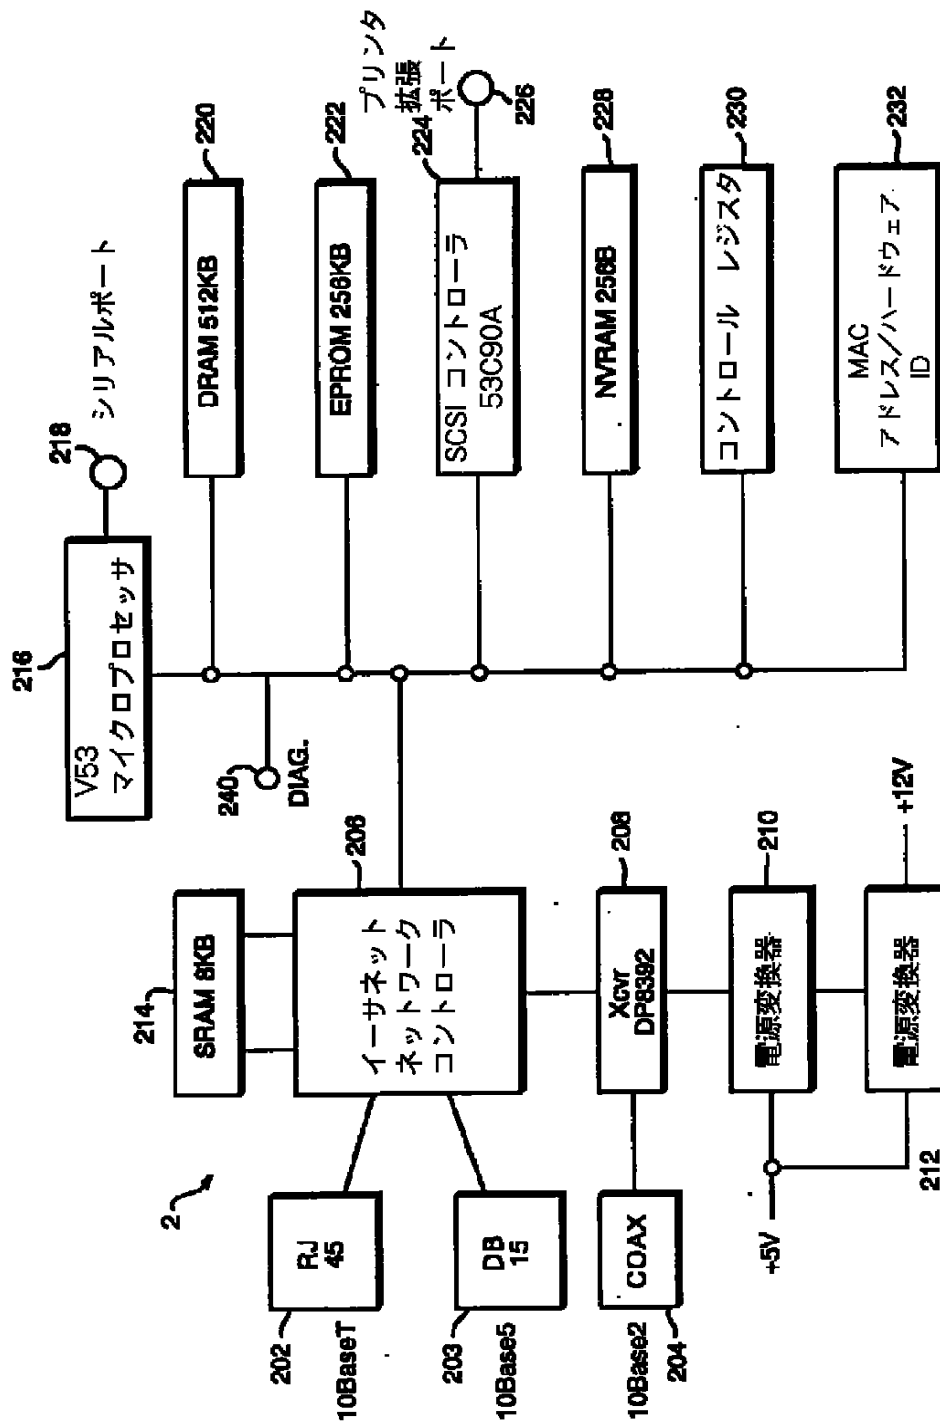 2
202
RJ
45
10BaseT
203
DB
15
10Base5
204
COAX
10Base2
214
SRAM 8KB
206
イーサネット
ネットワーク
コントローラ
208
Xcvr
DP8392
210
電源変換器
212
電源変換器
+5V
+12V
216
V53
マイクロプロセッサ
218
シリアルポート
240
DIAG.
220
DRAM 512KB
222
EPROM 256KB
224
SCSI コントローラ
53C90A
プリンタ
拡張
ポート
226
228
NVRAM 256B
230
コントロール レジスタ
232
MAC
アドレス/ハードウェア
ID